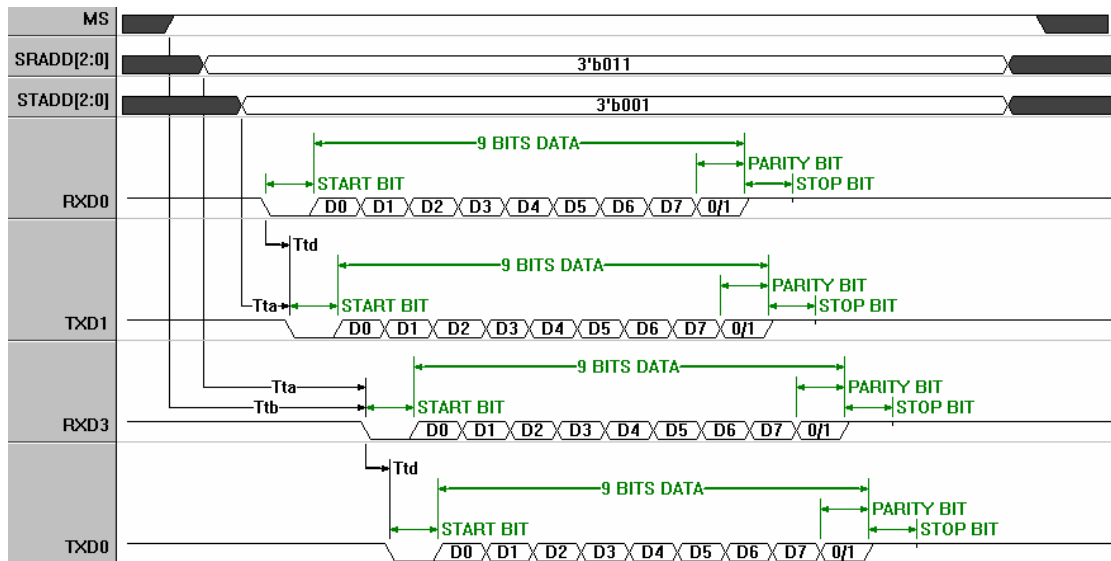 MS
SRADD[2:0]
3'b011
STADD[2:0]
3'b001
9 BITS DATA
PARITY BIT
START BIT
STOP BIT
RXD0
D0 D1 D2 D3 D4 D5 D6 D7 0/1
Ttd
9 BITS DATA
PARITY BIT
Tta
START BIT
STOP BIT
TXD1
D0 D1 D2 D3 D4 D5 D6 D7 0/1
9 BITS DATA
Tta
PARITY BIT
Ttb
START BIT
STOP BIT
RXD3
D0 D1 D2 D3 D4 D5 D6 D7 0/1
Ttd
9 BITS DATA
PARITY BIT
START BIT
STOP BIT
TXD0
D0 D1 D2 D3 D4 D5 D6 D7 0/1